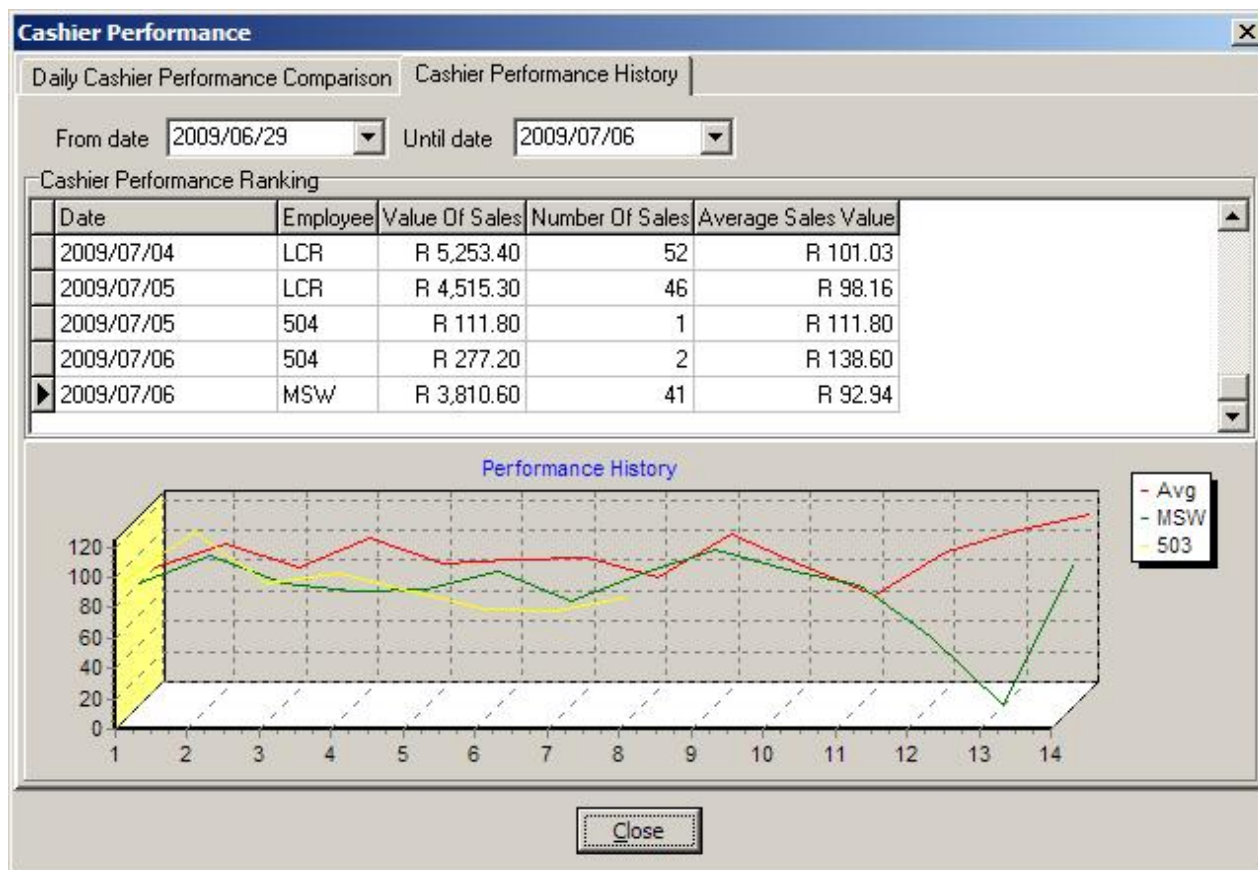 Cashier Performance
Daily Cashier Performance Comparison Cashier Performance History
From date 2009/06/29 Until date 2009/07/06
Cashier Performance Ranking
Date Employee Value Of Sales Number Of Sales Average Sales Value
2009/07/04 LCR R 5,253.40 52 R 101.03
2009/07/05 LCR R 4,515.30 46 R 98.16
2009/07/05 504 R 111.80 1 R 111.80
2009/07/06 504 R 277.20 2 R 138.60
2009/07/06 MSW R 3,810.60 41 R 92.94
Performance History
Avg
MSW
503
120
100
80
60
40
20
0
1 2 3 4 5 6 7 8 9 10 11 12 13 14
Close